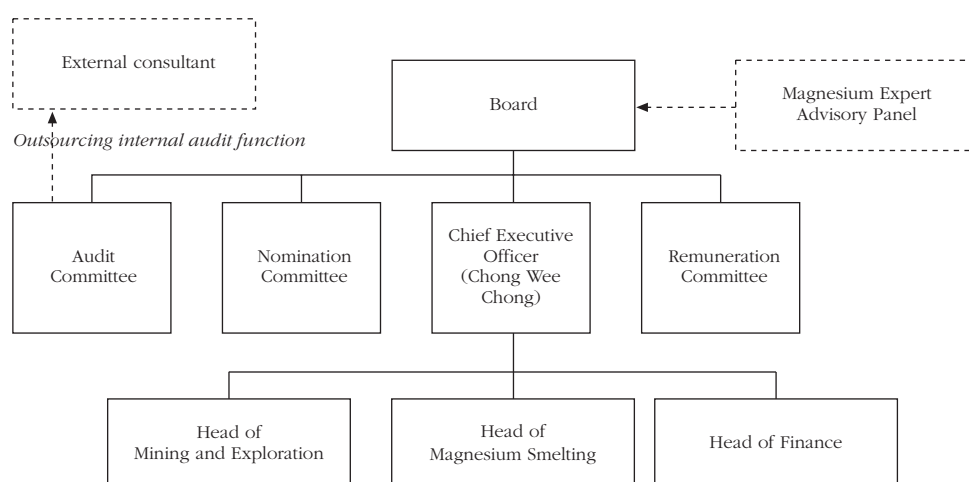 External consultant
Board
Magnesium Expert
Advisory Panel
Outsourcing internal audit function
Audit
Committee
Nomination
Committee
Chief Executive
Officer
(Chong Wee
Chong)
Remuneration
Committee
Head of
Mining and Exploration
Head of
Magnesium Smelting
Head of Finance